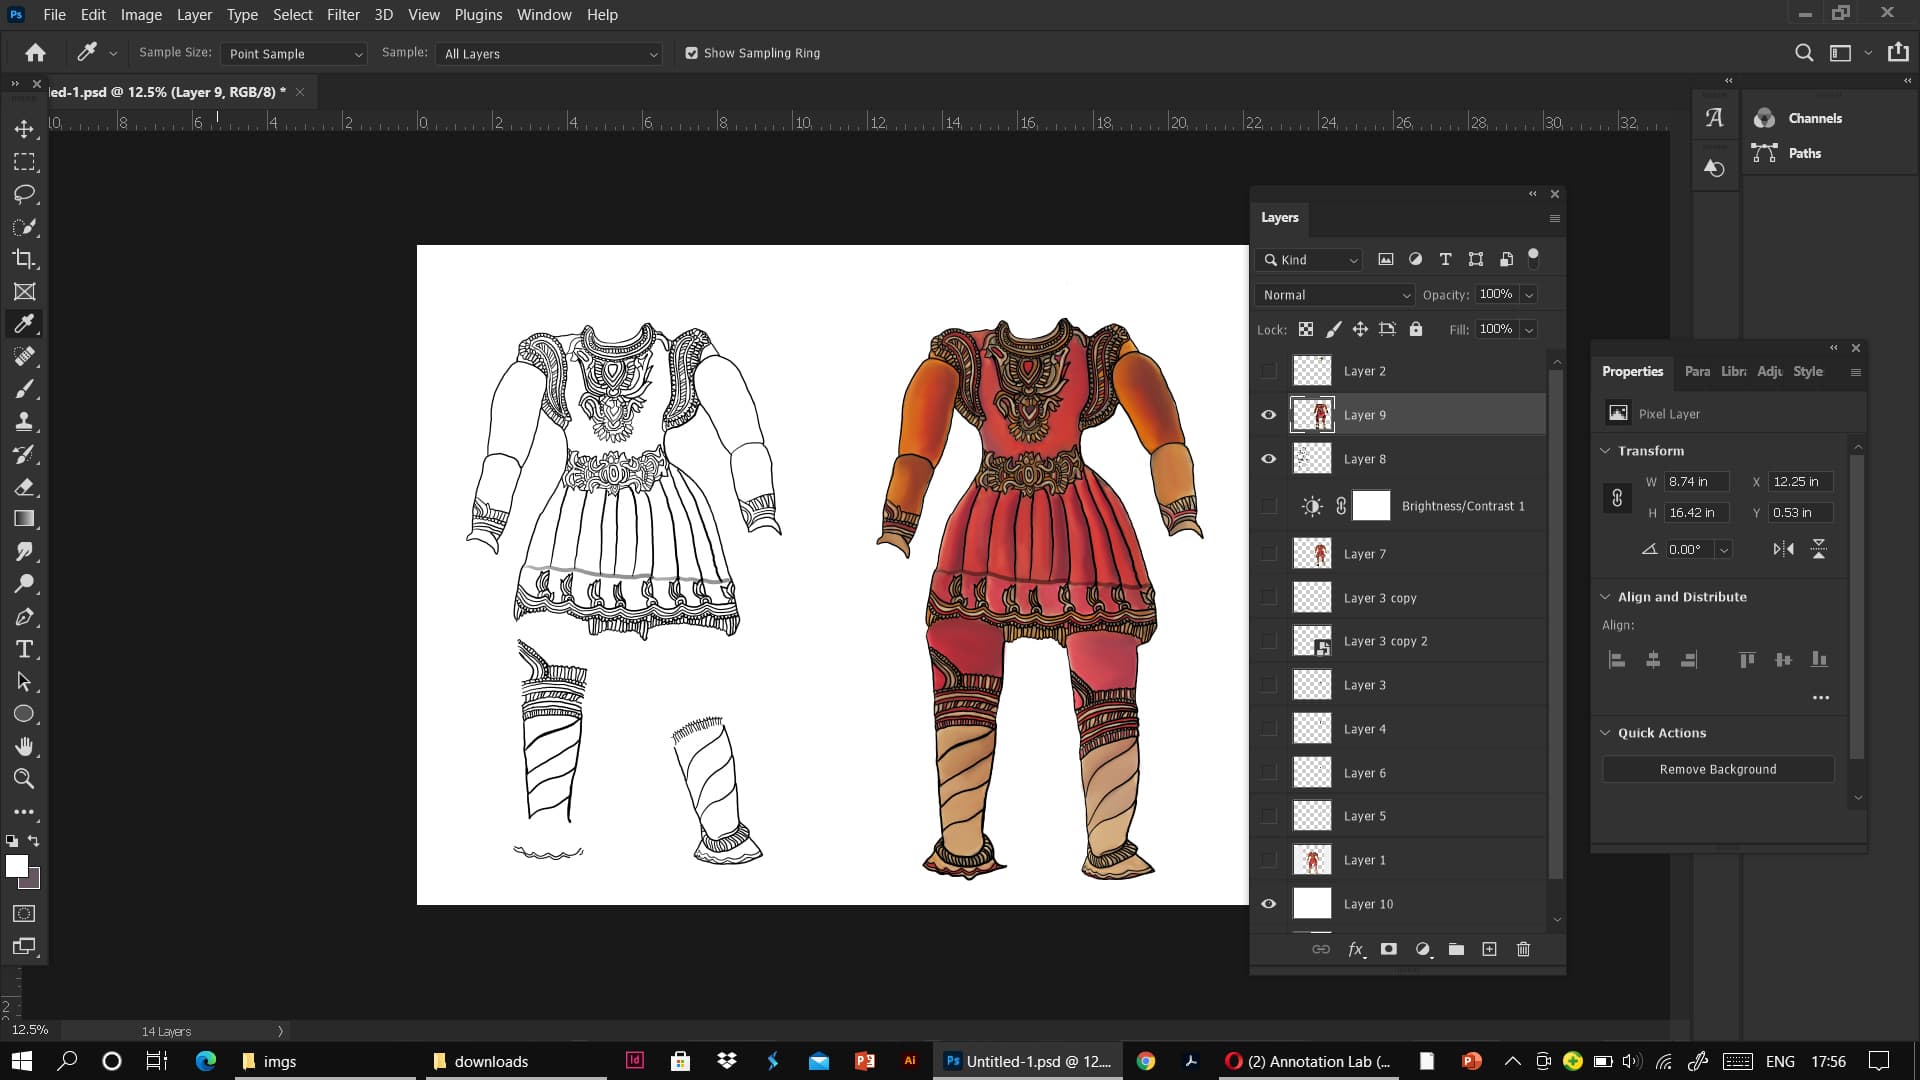 Ps File Edit Image Layer Type Select Filter 3D View Plugins Window Help
Sample Size: Point Sample Sample: All Layers Show Sampling Ring
led-1.psd @ 12.5% (Layer 9, RGB/8) *
10 8 6 4 2 0 2 4 6 8 10 12 14 16 18 20 22 24 26 28 30 32
Channels
Paths
Layers
Kind
Normal Opacity: 100%
Lock: Fill: 100%
Layer 2
Layer 9
Layer 8
Brightness/Contrast 1
Layer 7
Layer 3 copy
Layer 3 copy 2
Layer 3
Layer 4
Layer 6
Layer 5
Layer 1
Layer 10
Properties Para Libra Adju Style
Pixel Layer
Transform
W 8.74 in X 12.25 in
H 16.42 in Y 0.53 in
0.00°
Align and Distribute
Align:
Quick Actions
Remove Background
2
12.5% 14 Layers
imgs downloads Id Ai Ps Untitled-1.psd @ 12.... (2) Annotation Lab (... ENG 17:56